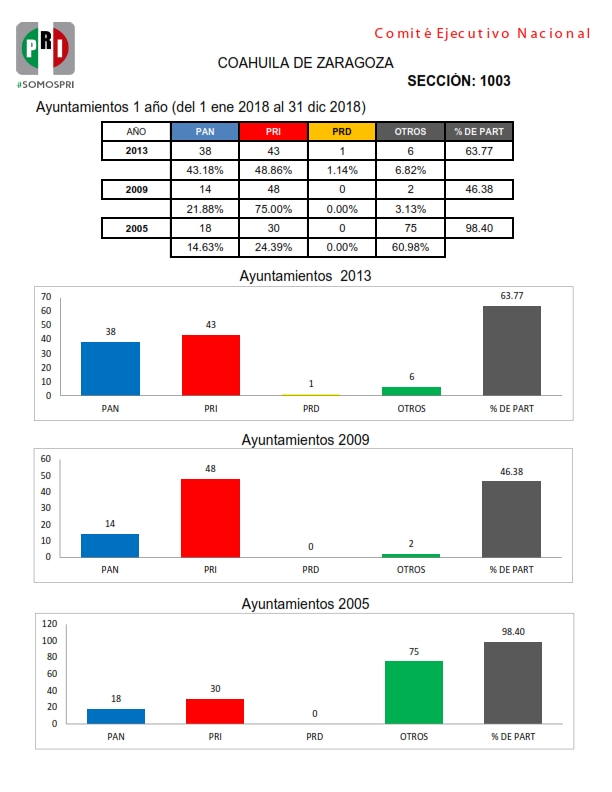 PRI
#SOMOSPRI
Comité Ejecutivo Nacional
COAHUILA DE ZARAGOZA
SECCIÓN: 1003
Ayuntamientos 1 año (del 1 ene 2018 al 31 dic 2018)
AÑO PAN PRI PRD OTROS % DE PART
2013 38 43 1 6 63.77
43.18% 48.86% 1.14% 6.82%
2009 14 48 0 2 46.38
21.88% 75.00% 0.00% 3.13%
2005 18 30 0 75 98.40
14.63% 24.39% 0.00% 60.98%
Ayuntamientos 2013
70
60
50
40
30
20
10
0
38 43 1 6 63.77
PAN PRI PRD OTROS % DE PART
Ayuntamientos 2009
60
50
40
30
20
10
0
14 48 0 2 46.38
PAN PRI PRD OTROS % DE PART
Ayuntamientos 2005
120
100
80
60
40
20
0
18 30 0 75 98.40
PAN PRI PRD OTROS % DE PART